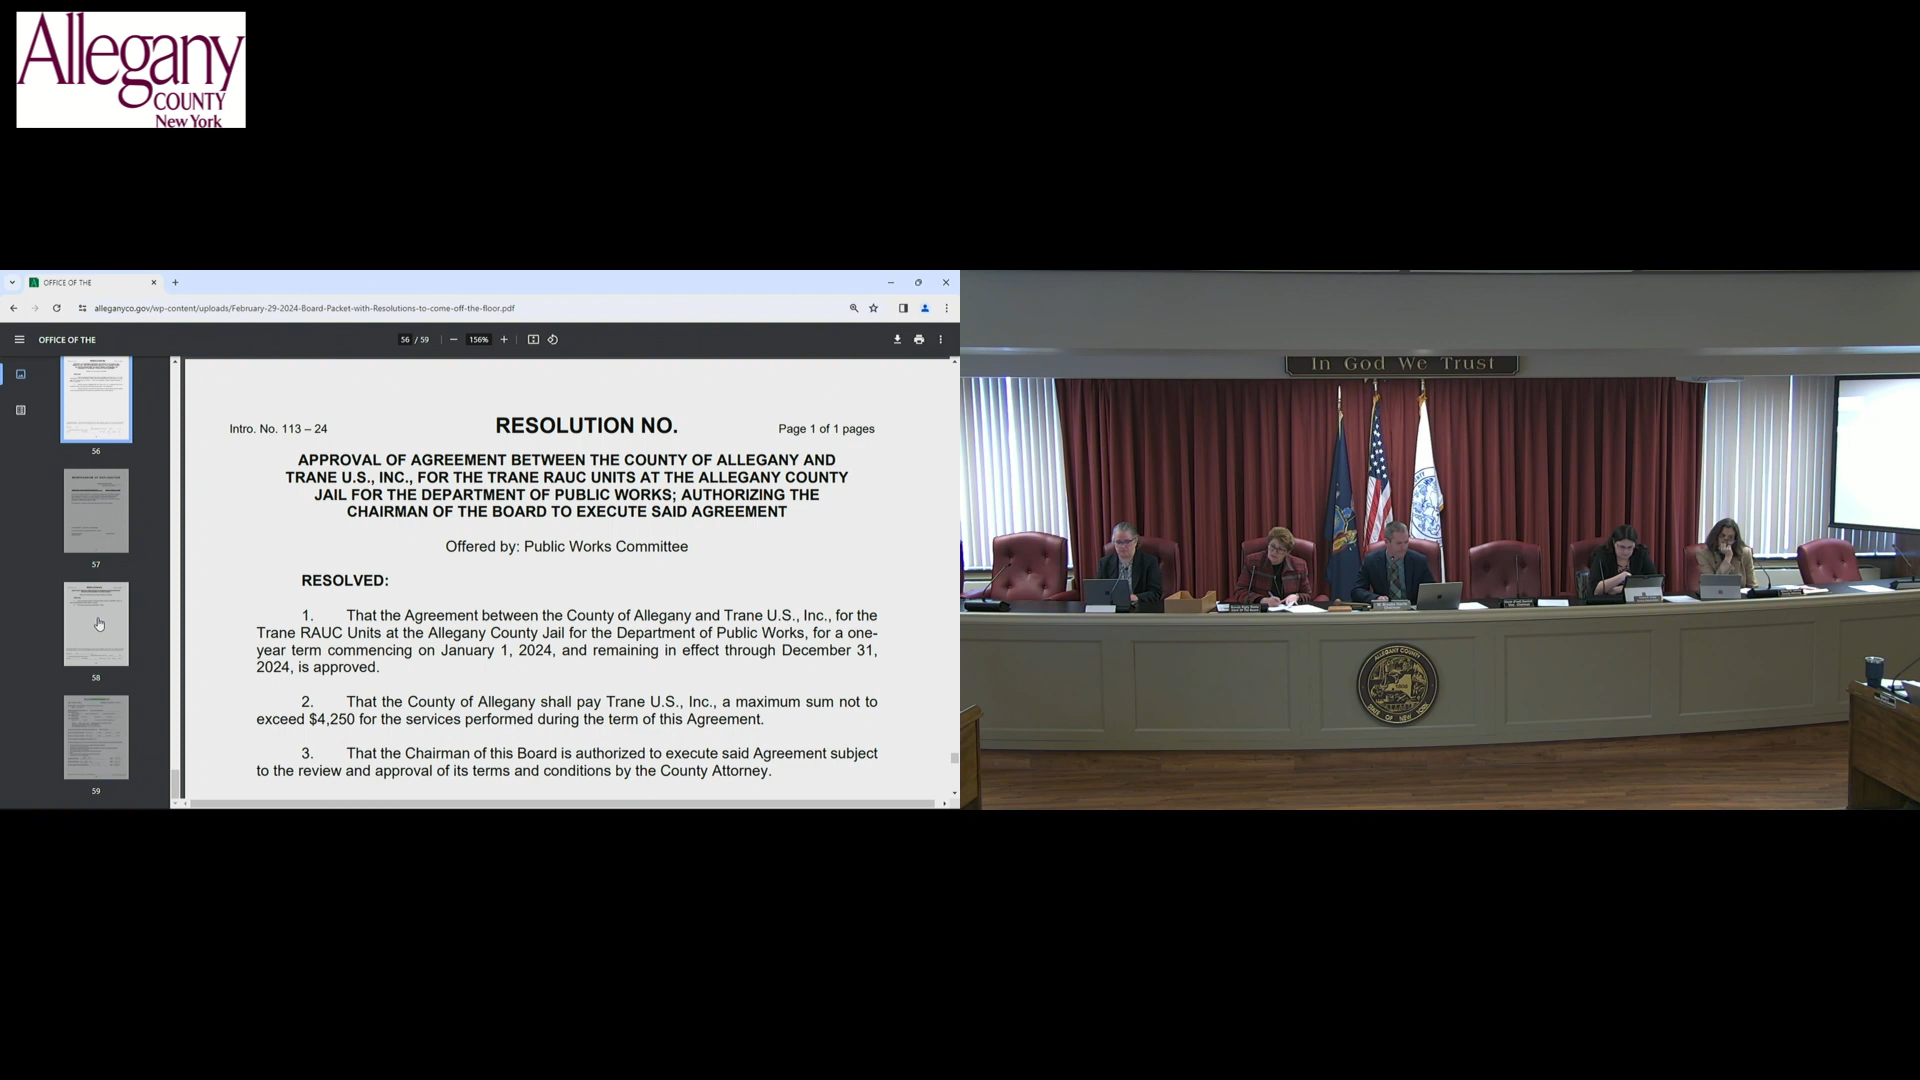 Allegany
COUNTY
New York
OFFICE OF THE
alleganyco.gov/wp-content/uploads/February-29-2024-Board-Packet-with-Resolutions-to-come-off-the-floor.pdf
OFFICE OF THE
56 / 59
156%
56
57
58
59
Intro. No. 113 – 24
RESOLUTION NO.
Page 1 of 1 pages
APPROVAL OF AGREEMENT BETWEEN THE COUNTY OF ALLEGANY AND
TRANE U.S., INC., FOR THE TRANE RAUC UNITS AT THE ALLEGANY COUNTY
JAIL FOR THE DEPARTMENT OF PUBLIC WORKS; AUTHORIZING THE
CHAIRMAN OF THE BOARD TO EXECUTE SAID AGREEMENT
Offered by: Public Works Committee
RESOLVED:
1. That the Agreement between the County of Allegany and Trane U.S., Inc., for the
Trane RAUC Units at the Allegany County Jail for the Department of Public Works, for a one-
year term commencing on January 1, 2024, and remaining in effect through December 31,
2024, is approved.
2. That the County of Allegany shall pay Trane U.S., Inc., a maximum sum not to
exceed $4,250 for the services performed during the term of this Agreement.
3. That the Chairman of this Board is authorized to execute said Agreement subject
to the review and approval of its terms and conditions by the County Attorney.
In God We Trust
ALLEGANY COUNTY
STATE OF NEW YORK